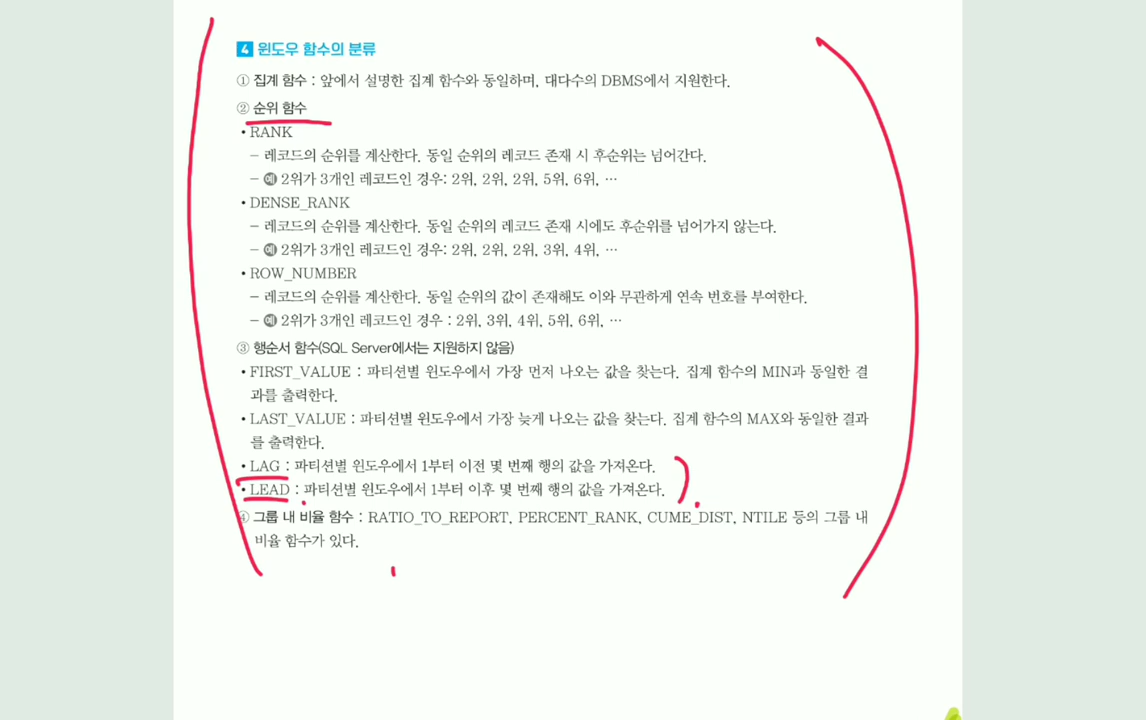 4 윈도우 함수의 분류
① 집계 함수 : 앞에서 설명한 집계 함수와 동일하며, 대다수의 DBMS에서 지원한다.
② 순위 함수
• RANK
– 레코드의 순위를 계산한다. 동일 순위의 레코드 존재 시 후순위는 넘어간다.
– 예 2위가 3개인 레코드인 경우: 2위, 2위, 2위, 5위, 6위, …
• DENSE_RANK
– 레코드의 순위를 계산한다. 동일 순위의 레코드 존재 시에도 후순위를 넘어가지 않는다.
– 예 2위가 3개인 레코드인 경우: 2위, 2위, 2위, 3위, 4위, …
• ROW_NUMBER
– 레코드의 순위를 계산한다. 동일 순위의 값이 존재해도 이와 무관하게 연속 번호를 부여한다.
– 예 2위가 3개인 레코드인 경우 : 2위, 3위, 4위, 5위, 6위, …
③ 행순서 함수(SQL Server에서는 지원하지 않음)
• FIRST_VALUE : 파티션별 윈도우에서 가장 먼저 나오는 값을 찾는다. 집계 함수의 MIN과 동일한 결
과를 출력한다.
• LAST_VALUE : 파티션별 윈도우에서 가장 늦게 나오는 값을 찾는다. 집계 함수의 MAX와 동일한 결과
를 출력한다.
• LAG : 파티션별 윈도우에서 1부터 이전 몇 번째 행의 값을 가져온다.
• LEAD : 파티션별 윈도우에서 1부터 이후 몇 번째 행의 값을 가져온다.
④ 그룹 내 비율 함수 : RATIO_TO_REPORT, PERCENT_RANK, CUME_DIST, NTILE 등의 그룹 내
비율 함수가 있다.